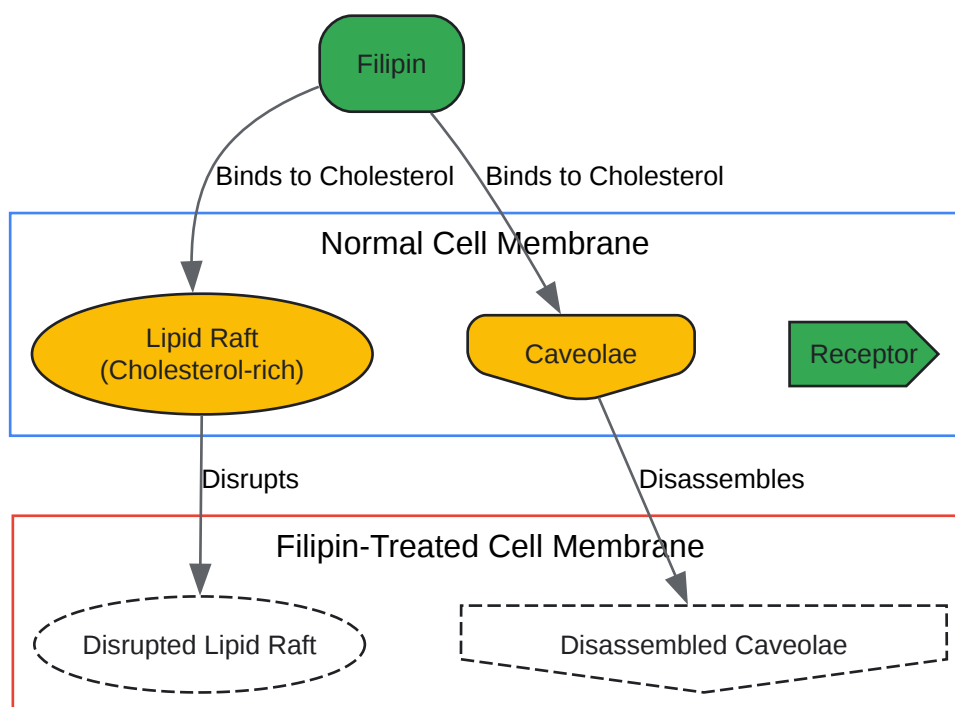 Filipin
Binds to Cholesterol
Binds to Cholesterol
Normal Cell Membrane
Lipid Raft
(Cholesterol-rich)
Caveolae
Receptor
Disrupts
Disassembles
Filipin-Treated Cell Membrane
Disrupted Lipid Raft
Disassembled Caveolae